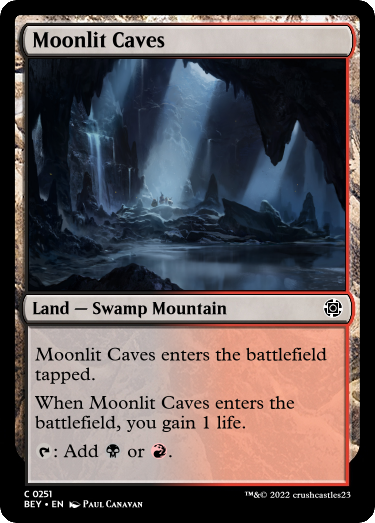 Moonlit Caves
Land — Swamp Mountain
Moonlit Caves enters the battlefield
tapped.
When Moonlit Caves enters the
battlefield, you gain 1 life.
: Add or .
C 0251
BEY • EN Paul Canavan
™&© 2022 crushcastles23